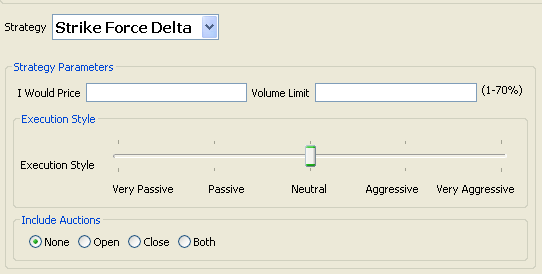 Strategy Strike Force Delta
Strategy Parameters
I Would Price Volume Limit (1-70%)
Execution Style
Execution Style
Very Passive Passive Neutral Aggressive Very Aggressive
Include Auctions
None Open Close Both